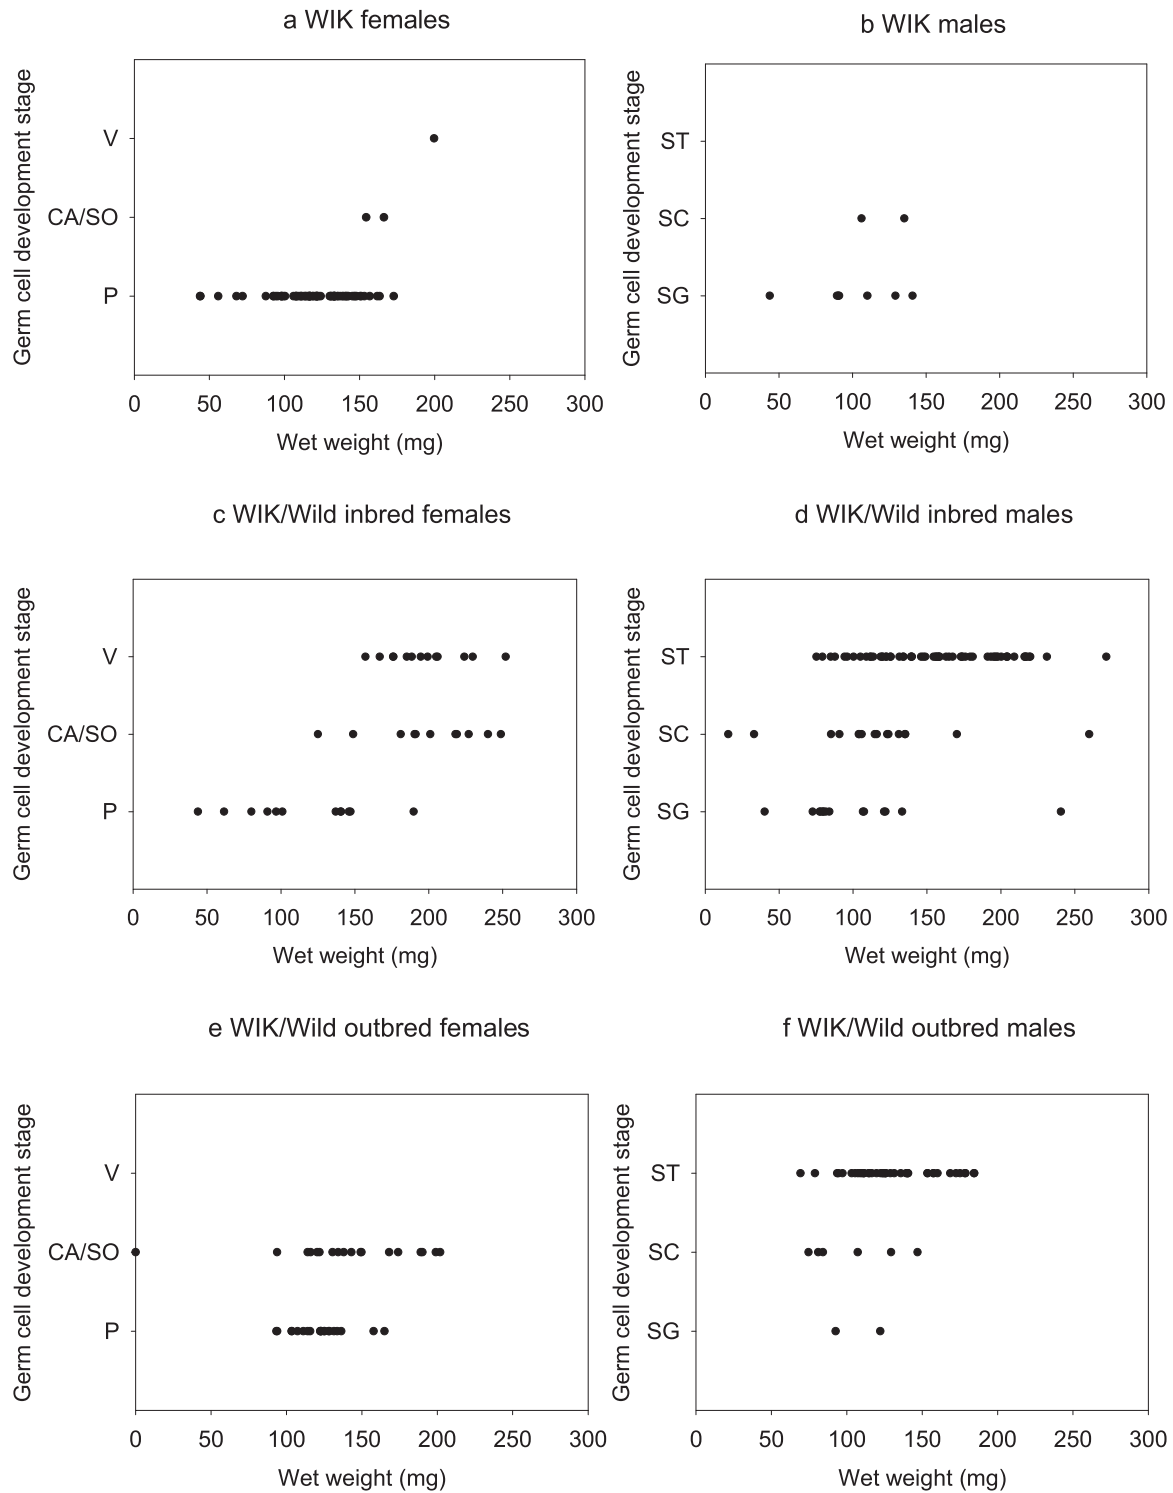 a WIK females
b WIK males
Germ cell development stage
V
CA/SO
P
0 50 100 150 200 250 300
Wet weight (mg)
Germ cell development stage
ST
SC
SG
0 50 100 150 200 250 300
Wet weight (mg)
c WIK/Wild inbred females
d WIK/Wild inbred males
Germ cell development stage
V
CA/SO
P
0 50 100 150 200 250 300
Wet weight (mg)
Germ cell development stage
ST
SC
SG
0 50 100 150 200 250 300
Wet weight (mg)
e WIK/Wild outbred females
f WIK/Wild outbred males
Germ cell development stage
V
CA/SO
P
0 50 100 150 200 250 300
Wet weight (mg)
Germ cell development stage
ST
SC
SG
0 50 100 150 200 250 300
Wet weight (mg)